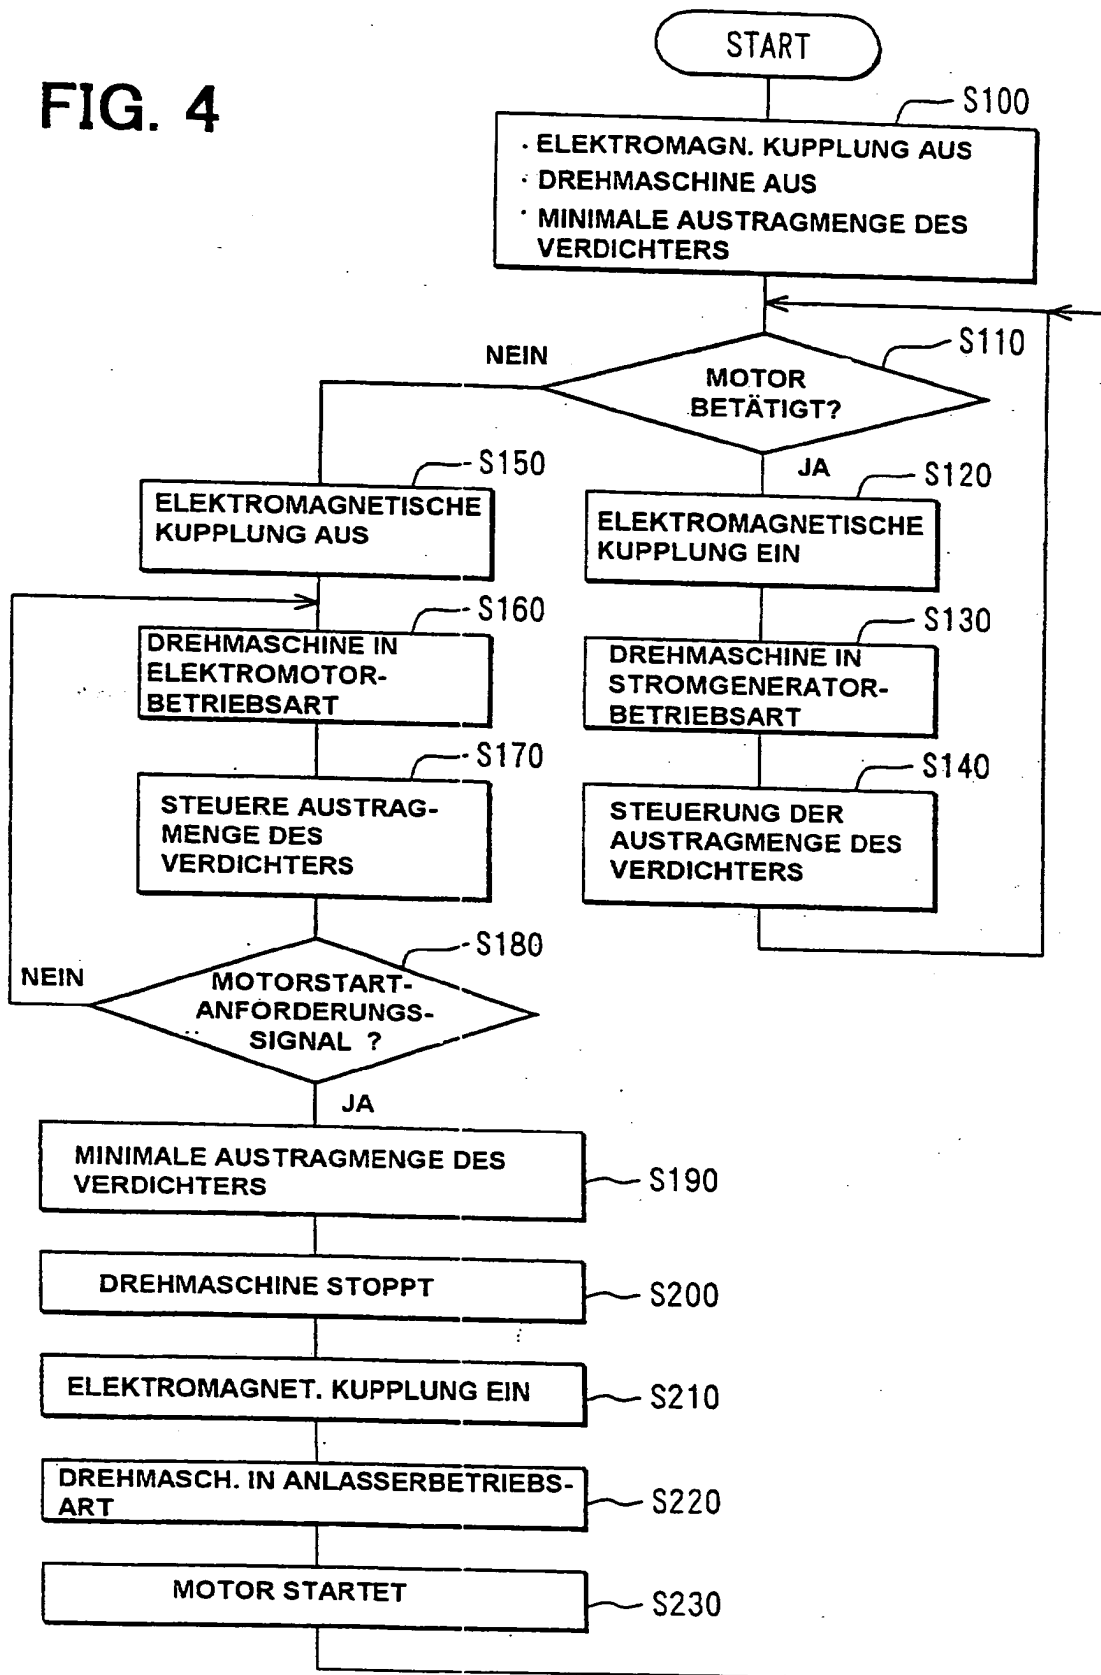 FIG. 4
START
S100
· ELEKTROMAGN. KUPPLUNG AUS
· DREHMASCHINE AUS
· MINIMALE AUSTRAGMENGE DES
VERDICHTERS
S110
NEIN
MOTOR
BETÄTIGT?
JA
S150
ELEKTROMAGNETISCHE
KUPPLUNG AUS
S120
ELEKTROMAGNETISCHE
KUPPLUNG EIN
S160
DREHMASCHINE IN
ELEKTROMOTOR-
BETRIEBSART
S130
DREHMASCHINE IN
STROMGENERATOR-
BETRIEBSART
S170
STEUERE AUSTRAG-
MENGE DES
VERDICHTERS
S140
STEUERUNG DER
AUSTRAGMENGE DES
VERDICHTERS
S180
NEIN
MOTORSTART-
ANFORDERUNGS-
SIGNAL ?
JA
MINIMALE AUSTRAGMENGE DES
VERDICHTERS
S190
DREHMASCHINE STOPPT
S200
ELEKTROMAGNET. KUPPLUNG EIN
S210
DREHMASCH. IN ANLASSERBETRIEBS-
ART
S220
MOTOR STARTET
S230